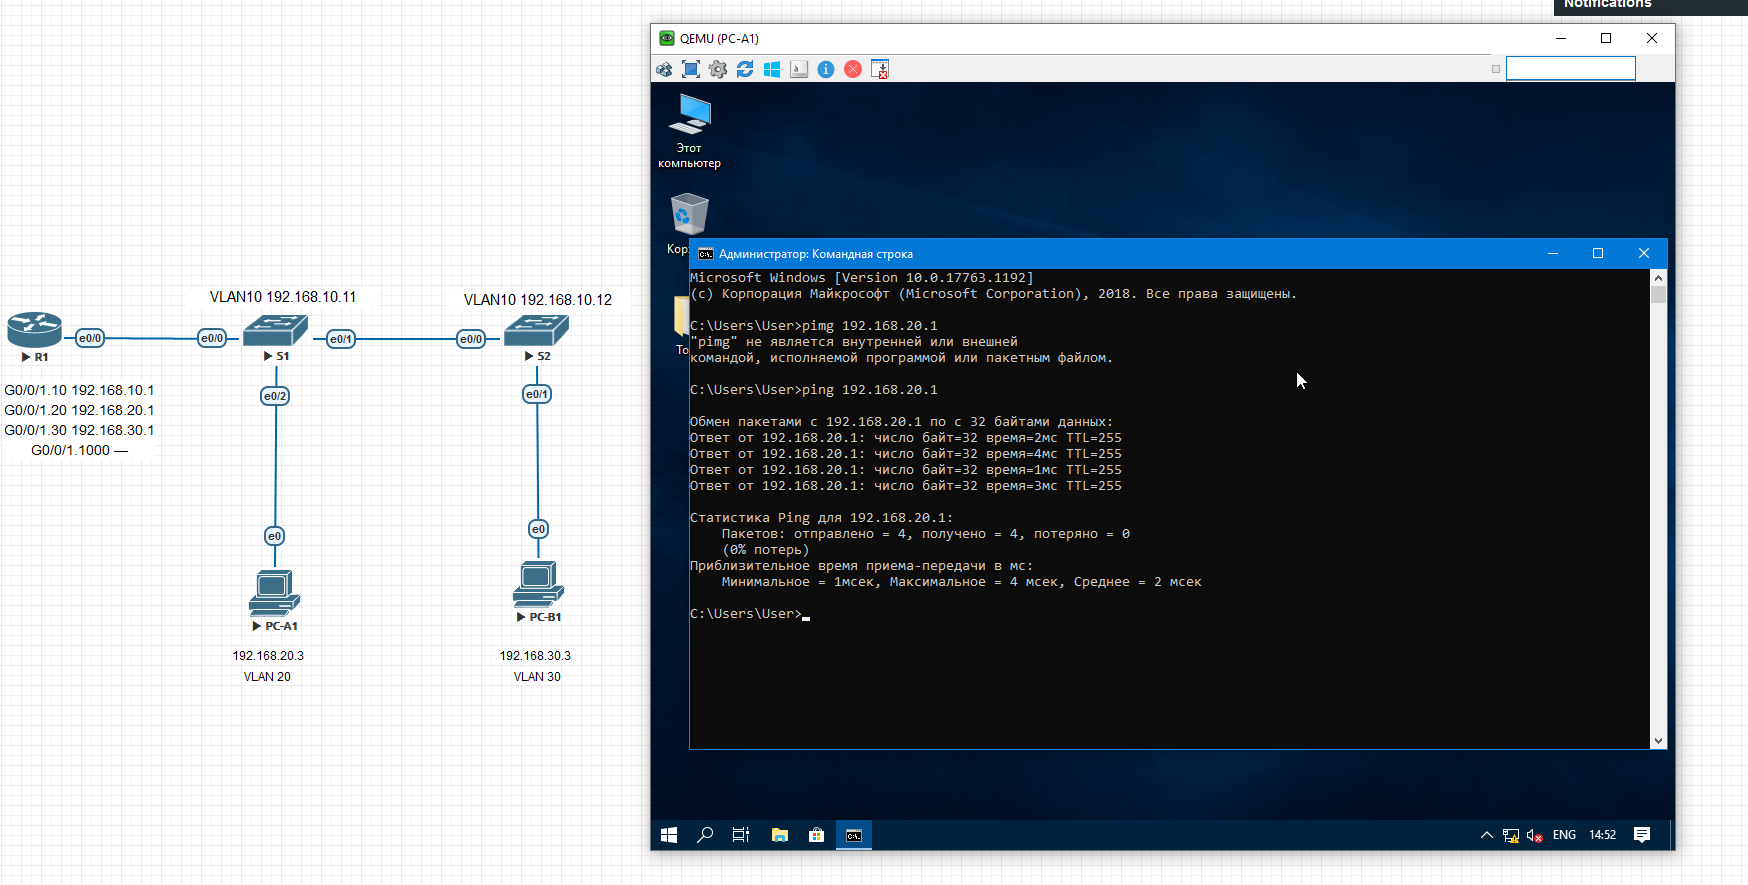 Notifications
QEMU (PC-A1)
Этот
компьютер
Кор
То
Администратор: Командная строка
Microsoft Windows [Version 10.0.17763.1192]
(c) Корпорация Майкрософт (Microsoft Corporation), 2018. Все права защищены.
C:\Users\User>pimg 192.168.20.1
"pimg" не является внутренней или внешней
командой, исполняемой программой или пакетным файлом.
C:\Users\User>ping 192.168.20.1
Обмен пакетами с 192.168.20.1 по с 32 байтами данных:
Ответ от 192.168.20.1: число байт=32 время=2мс TTL=255
Ответ от 192.168.20.1: число байт=32 время=4мс TTL=255
Ответ от 192.168.20.1: число байт=32 время=1мс TTL=255
Ответ от 192.168.20.1: число байт=32 время=3мс TTL=255
Статистика Ping для 192.168.20.1:
Пакетов: отправлено = 4, получено = 4, потеряно = 0
(0% потерь)
Приблизительное время приема-передачи в мс:
Минимальное = 1мсек, Максимальное = 4 мсек, Среднее = 2 мсек
C:\Users\User>
ENG 14:52
VLAN10 192.168.10.11
VLAN10 192.168.10.12
e0/0
e0/0
e0/1
e0/0
R1
S1
S2
G0/0/1.10 192.168.10.1
G0/0/1.20 192.168.20.1
G0/0/1.30 192.168.30.1
G0/0/1.1000 —
e0/2
e0/1
e0
e0
PC-A1
PC-B1
192.168.20.3
VLAN 20
192.168.30.3
VLAN 30